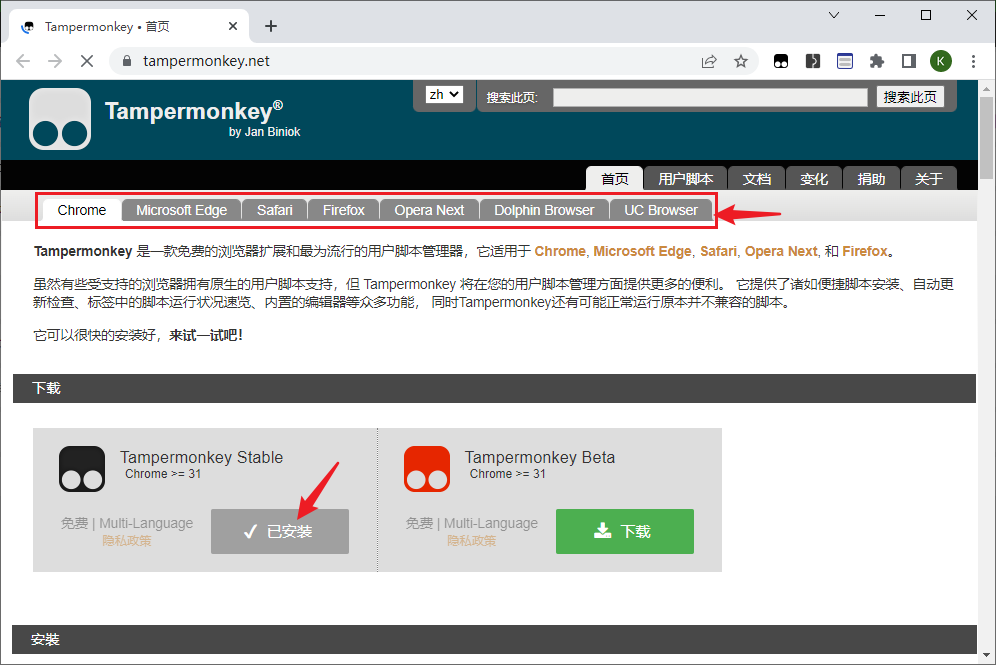 Tampermonkey • 首页
tampermonkey.net
K
zh
搜索此页:
搜索此页
Tampermonkey®
by Jan Biniok
首页 用户脚本 文档 变化 捐助 关于
Chrome Microsoft Edge Safari Firefox Opera Next Dolphin Browser UC Browser
Tampermonkey 是一款免费的浏览器扩展和最为流行的用户脚本管理器，它适用于 Chrome, Microsoft Edge, Safari, Opera Next, 和 Firefox。
虽然有些受支持的浏览器拥有原生的用户脚本支持，但 Tampermonkey 将在您的用户脚本管理方面提供更多的便利。 它提供了诸如便捷脚本安装、自动更
新检查、标签中的脚本运行状况速览、内置的编辑器等众多功能， 同时Tampermonkey还有可能正常运行原本并不兼容的脚本。
它可以很快的安装好，来试一试吧！
下载
Tampermonkey Stable
Chrome >= 31
免费 | Multi-Language
隐私政策
已安装
Tampermonkey Beta
Chrome >= 31
免费 | Multi-Language
隐私政策
下载
安装